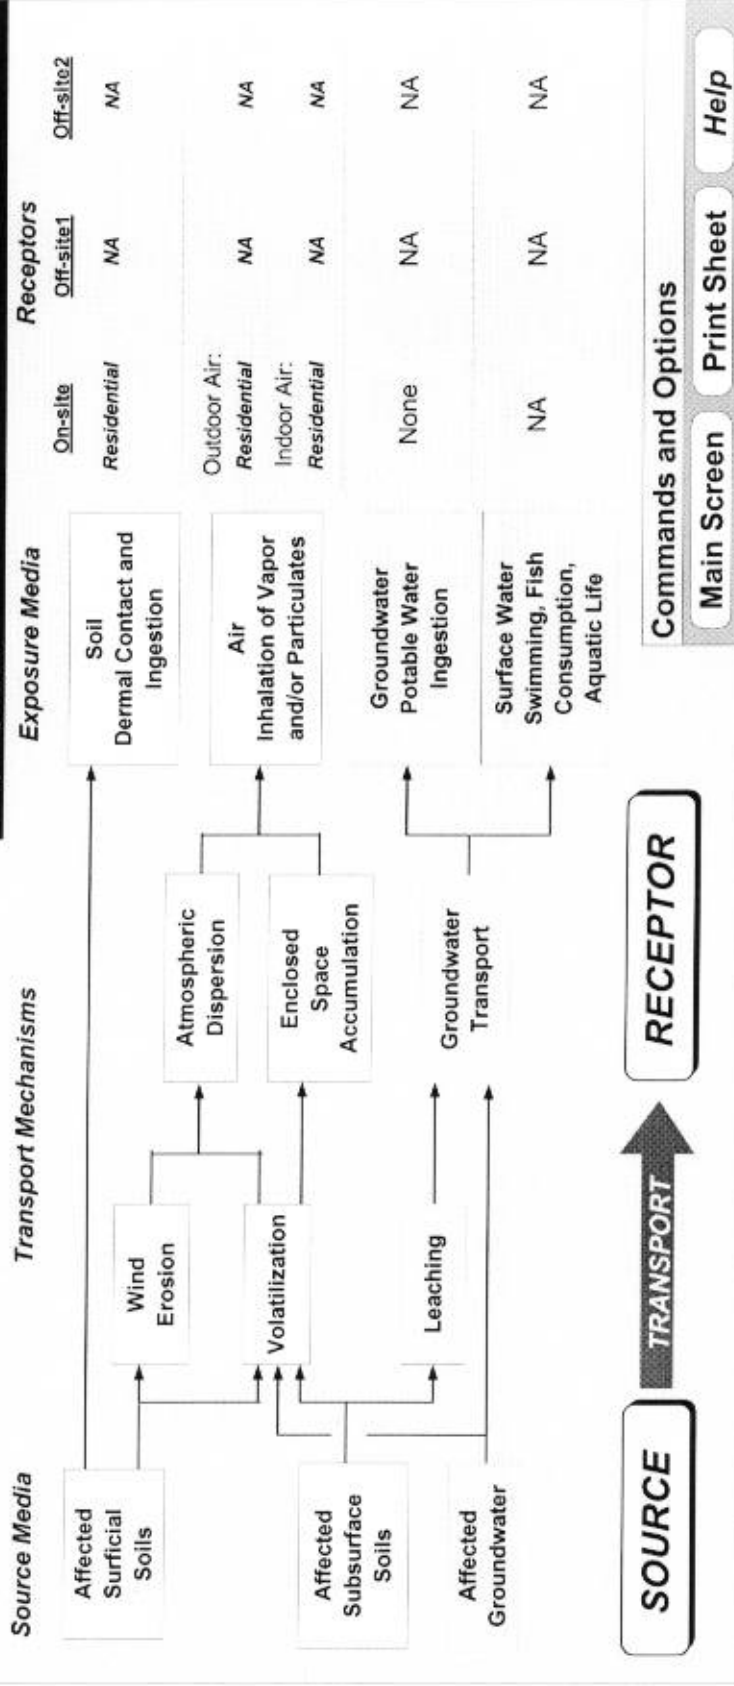 Source Media
Transport Mechanisms
Exposure Media
Receptors
On-site
Off-site1
Off-site2
Affected
Surficial
Soils
Affected
Subsurface
Soils
Affected
Groundwater
Wind
Erosion
Volatilization
Leaching
Atmospheric
Dispersion
Enclosed
Space
Accumulation
Groundwater
Transport
Soil
Dermal Contact and
Ingestion
Residential
NA
NA
Air
Inhalation of Vapor
and/or Particulates
Outdoor Air:
Residential
NA
NA
Indoor Air:
Residential
NA
NA
Groundwater
Potable Water
Ingestion
None
NA
NA
Surface Water
Swimming, Fish
Consumption,
Aquatic Life
NA
NA
NA
SOURCE
TRANSPORT
RECEPTOR
Commands and Options
Main Screen
Print Sheet
Help